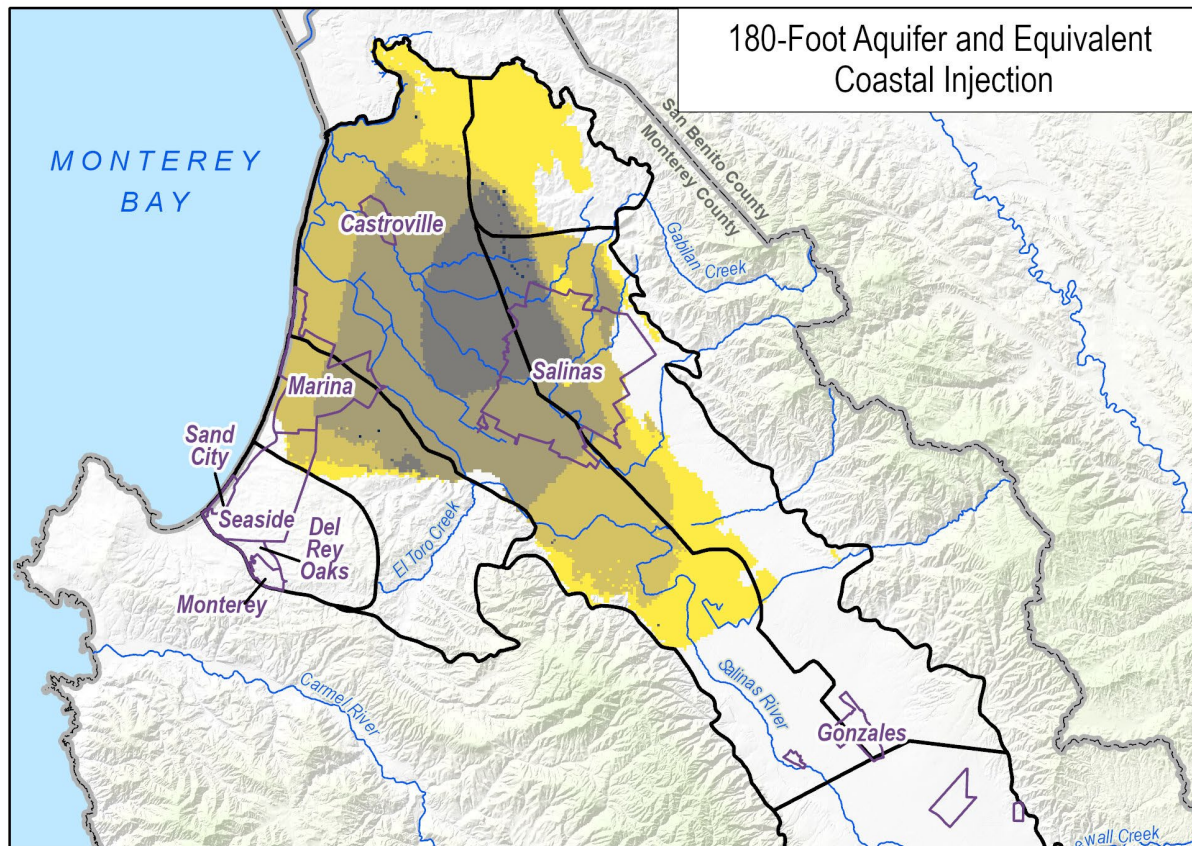 180-Foot Aquifer and Equivalent
Coastal Injection
San Benito County
Monterey County
MONTEREY
BAY
Castroville
Gabilan Creek
Salinas
Marina
Sand
City
Seaside
Del
Rey
Oaks
El Toro Creek
Monterey
Carmel River
Salinas River
Gonzales
wall Creek